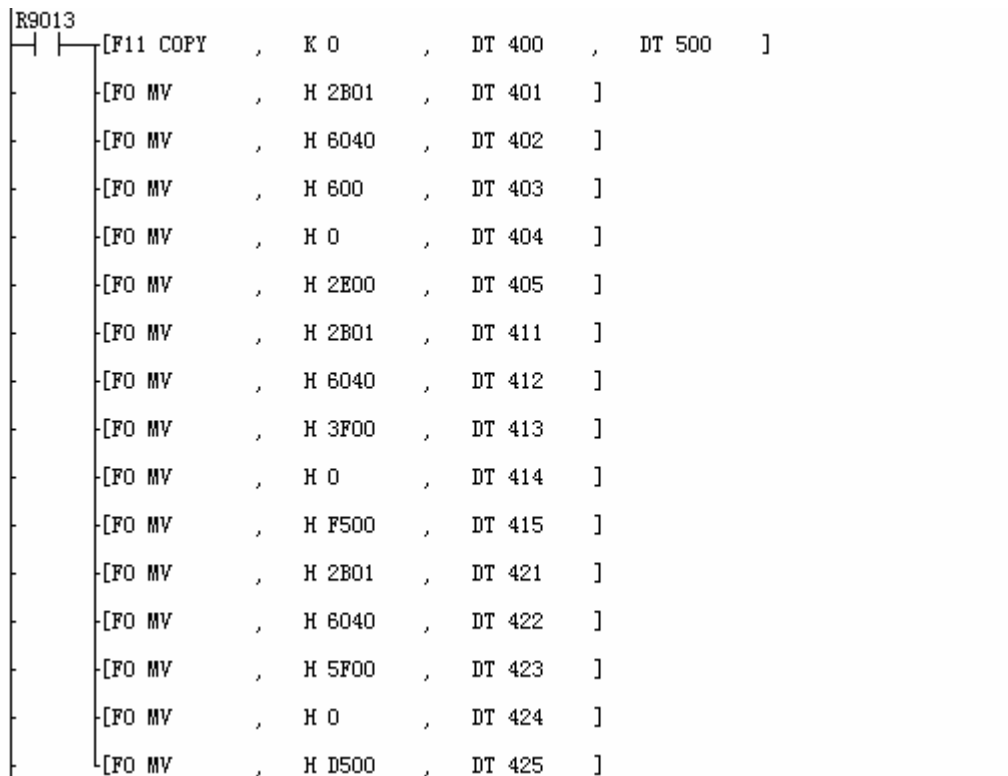 R9013
[F11 COPY , K 0 , DT 400 , DT 500 ]
[F0 MV , H 2B01 , DT 401 ]
[F0 MV , H 6040 , DT 402 ]
[F0 MV , H 600 , DT 403 ]
[F0 MV , H 0 , DT 404 ]
[F0 MV , H 2E00 , DT 405 ]
[F0 MV , H 2B01 , DT 411 ]
[F0 MV , H 6040 , DT 412 ]
[F0 MV , H 3F00 , DT 413 ]
[F0 MV , H 0 , DT 414 ]
[F0 MV , H F500 , DT 415 ]
[F0 MV , H 2B01 , DT 421 ]
[F0 MV , H 6040 , DT 422 ]
[F0 MV , H 5F00 , DT 423 ]
[F0 MV , H 0 , DT 424 ]
[F0 MV , H D500 , DT 425 ]